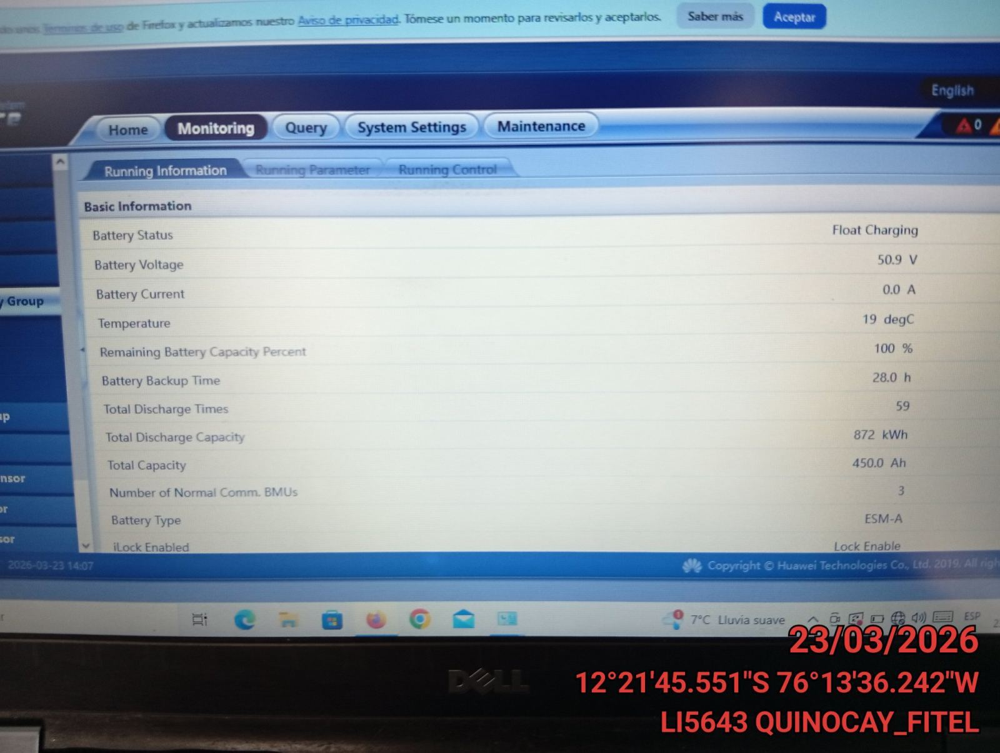 de Firefox y actualizamos nuestro Aviso de privacidad. Tómese un momento para revisarlos y aceptarlos. Saber más Aceptar
English
Home Monitoring Query System Settings Maintenance 0
Running Information Running Parameter Running Control
Basic Information
Battery Status Float Charging
Battery Voltage 50.9 V
Battery Current 0.0 A
y Group
Temperature 19 degC
Remaining Battery Capacity Percent 100 %
Battery Backup Time 28.0 h
Total Discharge Times 59
up
Total Discharge Capacity 872 kWh
Total Capacity 450.0 Ah
nsor
Number of Normal Comm. BMUs 3
or
Battery Type ESM-A
sor
iLock Enabled Lock Enable
2026-03-23 14:07 Copyright © Huawei Technologies Co., Ltd. 2019. All righ
1 7°C Lluvia suave ESP
23/03/2026
DELL
12°21'45.551"S 76°13'36.242"W
LI5643 QUINOCAY_FITEL